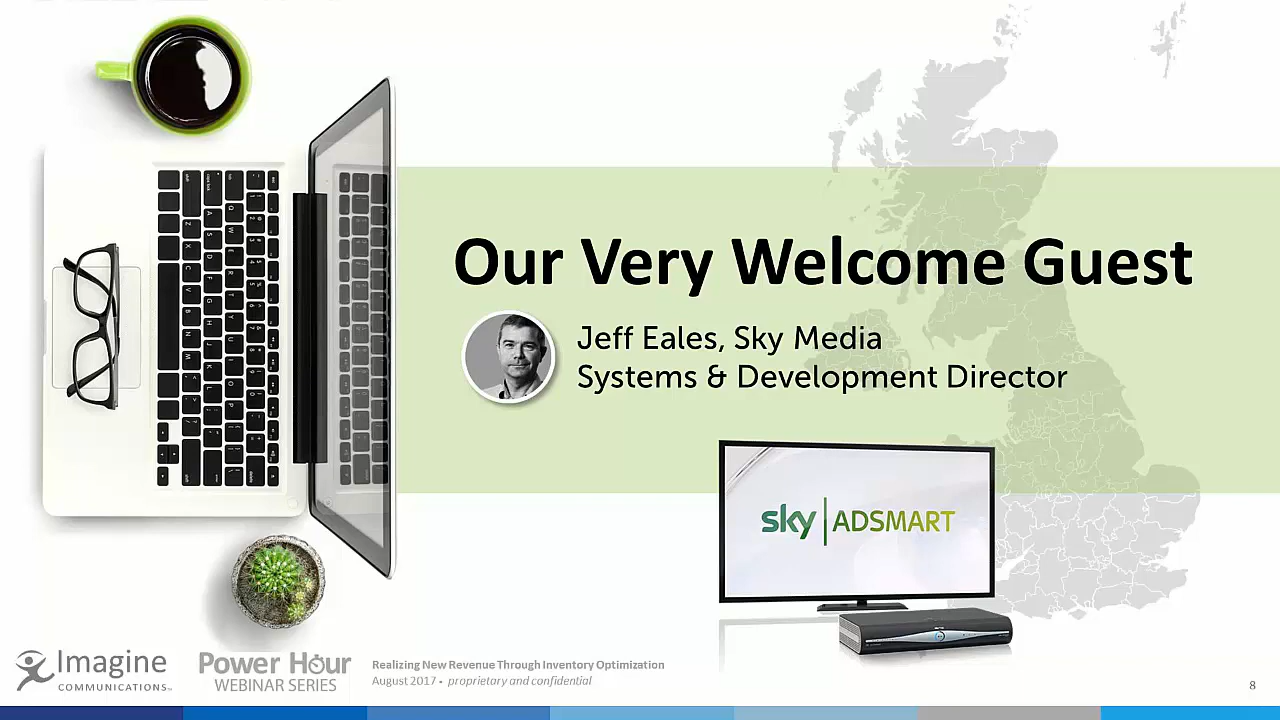 Our Very Welcome Guest
Jeff Eales, Sky Media
Systems & Development Director
sky | ADSMART
Imagine
COMMUNICATIONS™
Power Hour
WEBINAR SERIES
Realizing New Revenue Through Inventory Optimization
August 2017 • proprietary and confidential
8